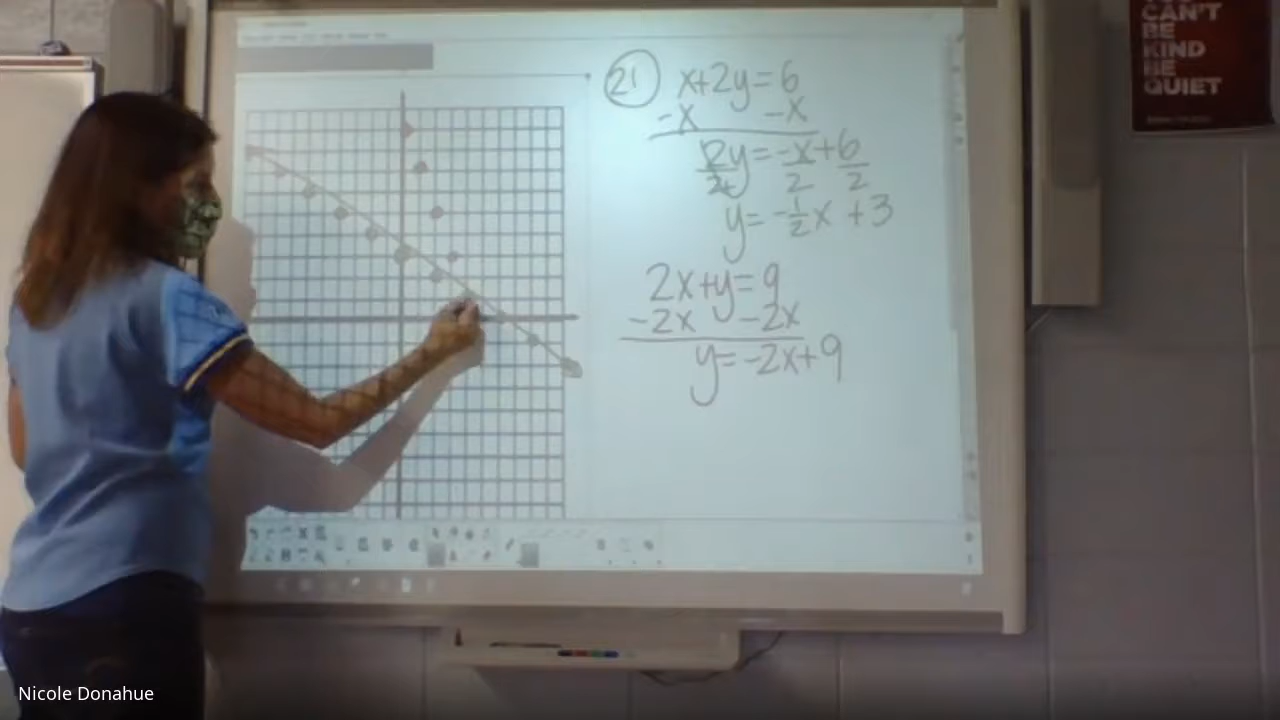 CAN'T
BE
KIND
BE
QUIET
21 x+2y=6
-x -x
2y=-x+6
2 2 2
y=-1/2x +3
2x+y=9
-2x -2x
y=-2x+9
Nicole Donahue